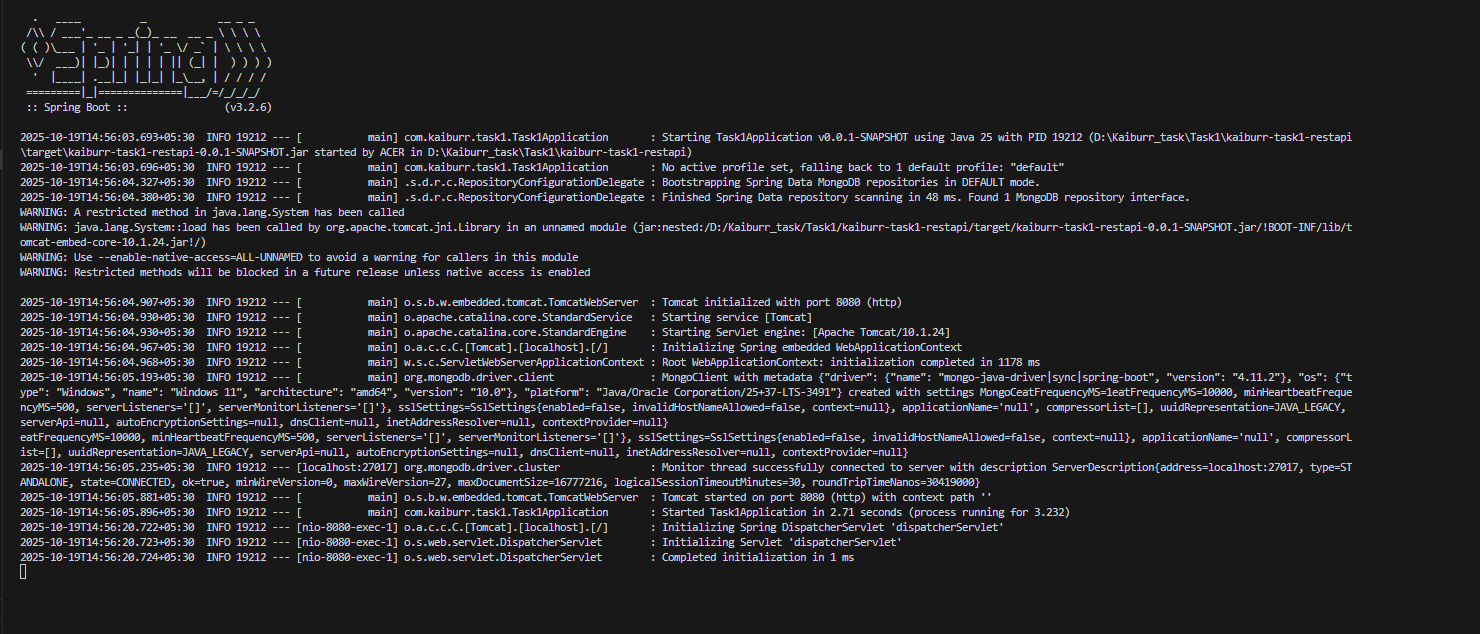 .   ____          _            __ _ _
 /\\ / ___'_ __ _ _(_)_ __  __ _ \ \ \ \
( ( )\___ | '_ | '_| | '_ \/ _` | \ \ \ \
 \\/  ___)| |_)| | | | | || (_| |  ) ) ) )
  '  |____| .__|_| |_|_| |_\__, | / / / /
 =========|_|==============|___/=/_/_/_/
 :: Spring Boot ::                (v3.2.6)

2025-10-19T14:56:03.693+05:30  INFO 19212 --- [           main] com.kaiburr.task1.Task1Application       : Starting Task1Application v0.0.1-SNAPSHOT using Java 25 with PID 19212 (D:\Kaiburr_task\Task1\kaiburr-task1-restapi
\target\kaiburr-task1-restapi-0.0.1-SNAPSHOT.jar started by ACER in D:\Kaiburr_task\Task1\kaiburr-task1-restapi)
2025-10-19T14:56:03.696+05:30  INFO 19212 --- [           main] com.kaiburr.task1.Task1Application       : No active profile set, falling back to 1 default profile: "default"
2025-10-19T14:56:04.327+05:30  INFO 19212 --- [           main] .s.d.r.c.RepositoryConfigurationDelegate : Bootstrapping Spring Data MongoDB repositories in DEFAULT mode.
2025-10-19T14:56:04.380+05:30  INFO 19212 --- [           main] .s.d.r.c.RepositoryConfigurationDelegate : Finished Spring Data repository scanning in 48 ms. Found 1 MongoDB repository interface.
WARNING: A restricted method in java.lang.System has been called
WARNING: java.lang.System::load has been called by org.apache.tomcat.jni.Library in an unnamed module (jar:nested:/D:/Kaiburr_task/Task1/kaiburr-task1-restapi/target/kaiburr-task1-restapi-0.0.1-SNAPSHOT.jar/!BOOT-INF/lib/t
omcat-embed-core-10.1.24.jar!/)
WARNING: Use --enable-native-access=ALL-UNNAMED to avoid a warning for callers in this module
WARNING: Restricted methods will be blocked in a future release unless native access is enabled

2025-10-19T14:56:04.907+05:30  INFO 19212 --- [           main] o.s.b.w.embedded.tomcat.TomcatWebServer  : Tomcat initialized with port 8080 (http)
2025-10-19T14:56:04.930+05:30  INFO 19212 --- [           main] o.apache.catalina.core.StandardService   : Starting service [Tomcat]
2025-10-19T14:56:04.930+05:30  INFO 19212 --- [           main] o.apache.catalina.core.StandardEngine    : Starting Servlet engine: [Apache Tomcat/10.1.24]
2025-10-19T14:56:04.967+05:30  INFO 19212 --- [           main] o.a.c.c.C.[Tomcat].[localhost].[/]       : Initializing Spring embedded WebApplicationContext
2025-10-19T14:56:04.968+05:30  INFO 19212 --- [           main] w.s.c.ServletWebServerApplicationContext : Root WebApplicationContext: initialization completed in 1178 ms
2025-10-19T14:56:05.193+05:30  INFO 19212 --- [           main] org.mongodb.driver.client                : MongoClient with metadata {"driver": {"name": "mongo-java-driver|sync|spring-boot", "version": "4.11.2"}, "os": {"t
ype": "Windows", "name": "Windows 11", "architecture": "amd64", "version": "10.0"}, "platform": "Java/Oracle Corporation/25+37-LTS-3491"} created with settings MongoCeatFrequencyMS=1eatFrequencyMS=10000, minHeartbeatFreque
ncyMS=500, serverListeners='[]', serverMonitorListeners='[]'}, sslSettings=SslSettings{enabled=false, invalidHostNameAllowed=false, context=null}, applicationName='null', compressorList=[], uuidRepresentation=JAVA_LEGACY,
serverApi=null, autoEncryptionSettings=null, dnsClient=null, inetAddressResolver=null, contextProvider=null}
eatFrequencyMS=10000, minHeartbeatFrequencyMS=500, serverListeners='[]', serverMonitorListeners='[]'}, sslSettings=SslSettings{enabled=false, invalidHostNameAllowed=false, context=null}, applicationName='null', compressorL
ist=[], uuidRepresentation=JAVA_LEGACY, serverApi=null, autoEncryptionSettings=null, dnsClient=null, inetAddressResolver=null, contextProvider=null}
2025-10-19T14:56:05.235+05:30  INFO 19212 --- [localhost:27017] org.mongodb.driver.cluster               : Monitor thread successfully connected to server with description ServerDescription{address=localhost:27017, type=ST
ANDALONE, state=CONNECTED, ok=true, minWireVersion=0, maxWireVersion=27, maxDocumentSize=16777216, logicalSessionTimeoutMinutes=30, roundTripTimeNanos=30419000}
2025-10-19T14:56:05.881+05:30  INFO 19212 --- [           main] o.s.b.w.embedded.tomcat.TomcatWebServer  : Tomcat started on port 8080 (http) with context path ''
2025-10-19T14:56:05.896+05:30  INFO 19212 --- [           main] com.kaiburr.task1.Task1Application       : Started Task1Application in 2.71 seconds (process running for 3.232)
2025-10-19T14:56:20.722+05:30  INFO 19212 --- [nio-8080-exec-1] o.a.c.c.C.[Tomcat].[localhost].[/]       : Initializing Spring DispatcherServlet 'dispatcherServlet'
2025-10-19T14:56:20.723+05:30  INFO 19212 --- [nio-8080-exec-1] o.s.web.servlet.DispatcherServlet        : Initializing Servlet 'dispatcherServlet'
2025-10-19T14:56:20.724+05:30  INFO 19212 --- [nio-8080-exec-1] o.s.web.servlet.DispatcherServlet        : Completed initialization in 1 ms